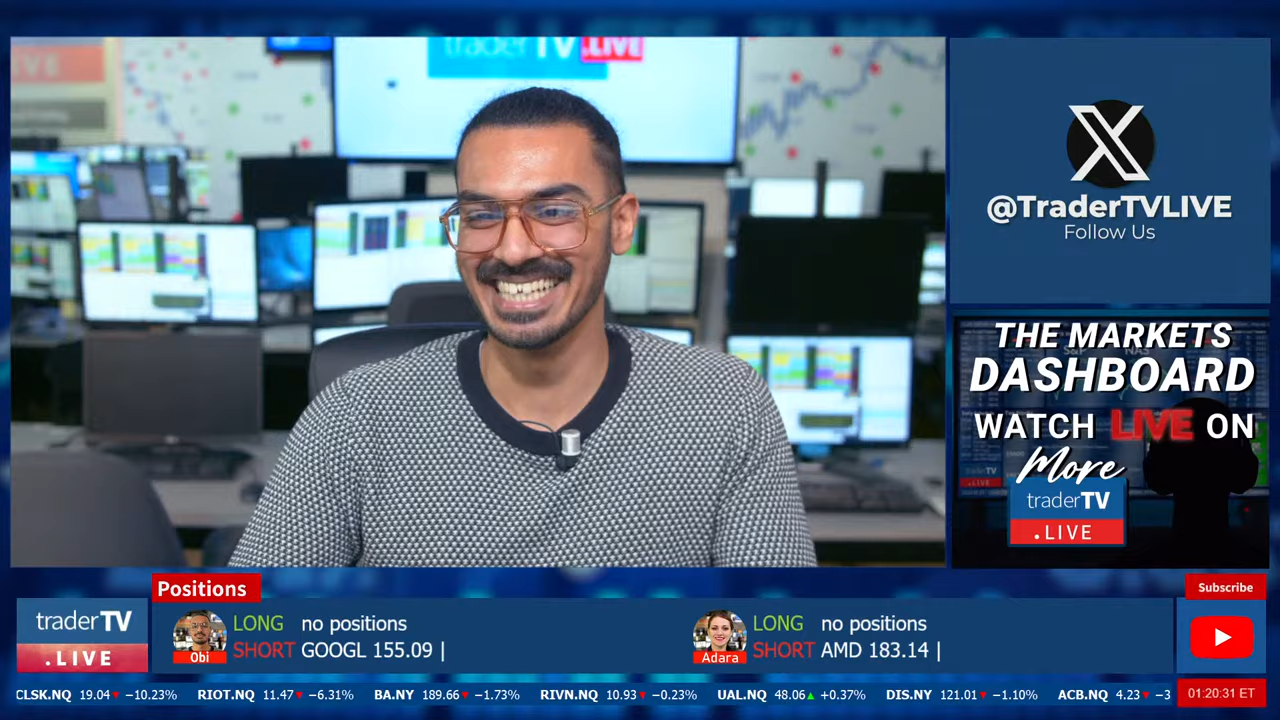 traderTV .LIVE
IVE
@TraderTVLIVE
Follow Us
THE MARKETS
DASHBOARD
WATCH LIVE ON
More
traderTV
.LIVE
Positions
Subscribe
traderTV
.LIVE
LONG no positions
SHORT GOOGL 155.09 |
Obi
LONG no positions
SHORT AMD 183.14 |
Adara
CLSK.NQ 19.04▼ −10.23% RIOT.NQ 11.47▼ −6.31% BA.NY 189.66▼ −1.73% RIVN.NQ 10.93▼ −0.23% UAL.NQ 48.06▲ +0.37% DIS.NY 121.01▼ −1.10% ACB.NQ 4.23▼ −3
01:20:31 ET